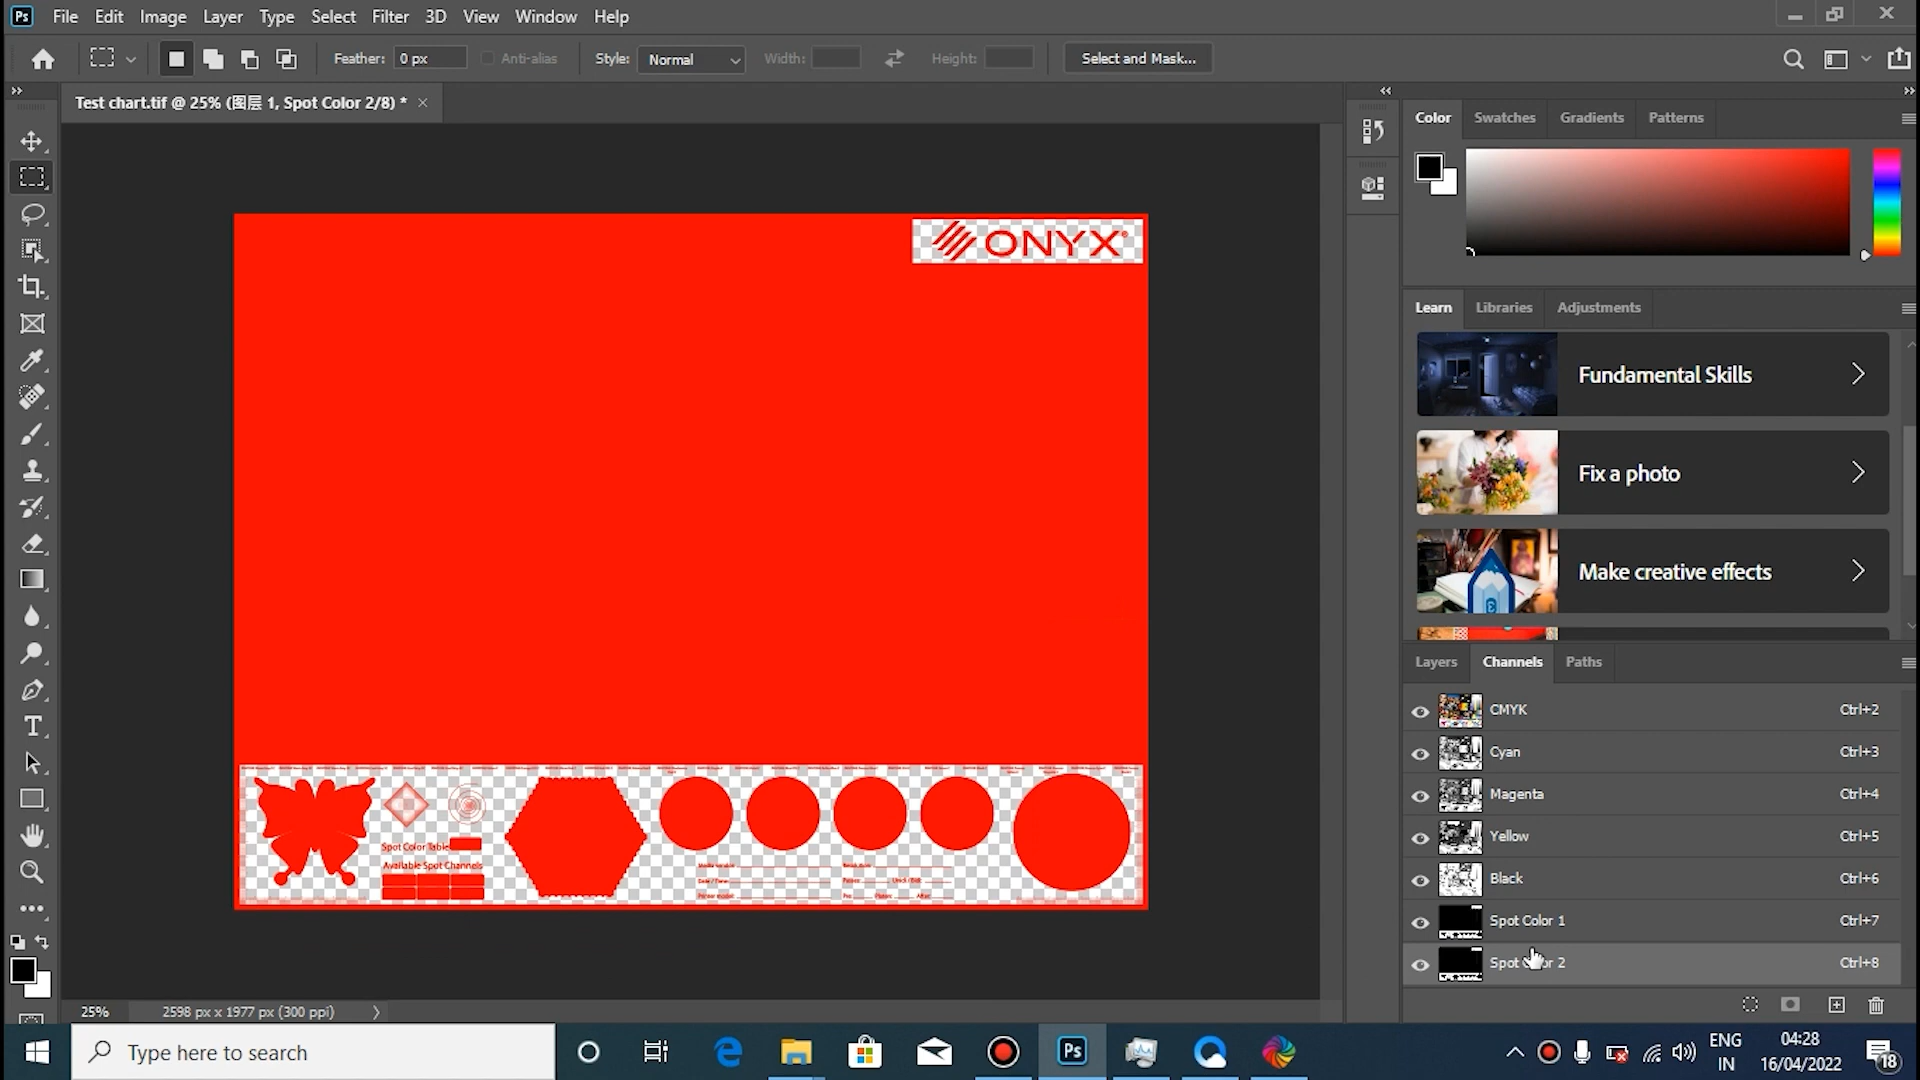 Ps File Edit Image Layer Type Select Filter 3D View Window Help
Feather: 0 px Anti-alias Style: Normal Width: Height: Select and Mask...
Test chart.tif @ 25% (图层 1, Spot Color 2/8) *
Color Swatches Gradients Patterns
ONYX®
Learn Libraries Adjustments
Fundamental Skills
Fix a photo
Make creative effects
Layers Channels Paths
CMYK Ctrl+2
Cyan Ctrl+3
Magenta Ctrl+4
Yellow Ctrl+5
Black Ctrl+6
Spot Color 1 Ctrl+7
Spot Color 2 Ctrl+8
Spot Color Table
Available Spot Channels
25% 2598 px x 1977 px (300 ppi)
Type here to search
Ps
ENG
IN
04:28
16/04/2022
18